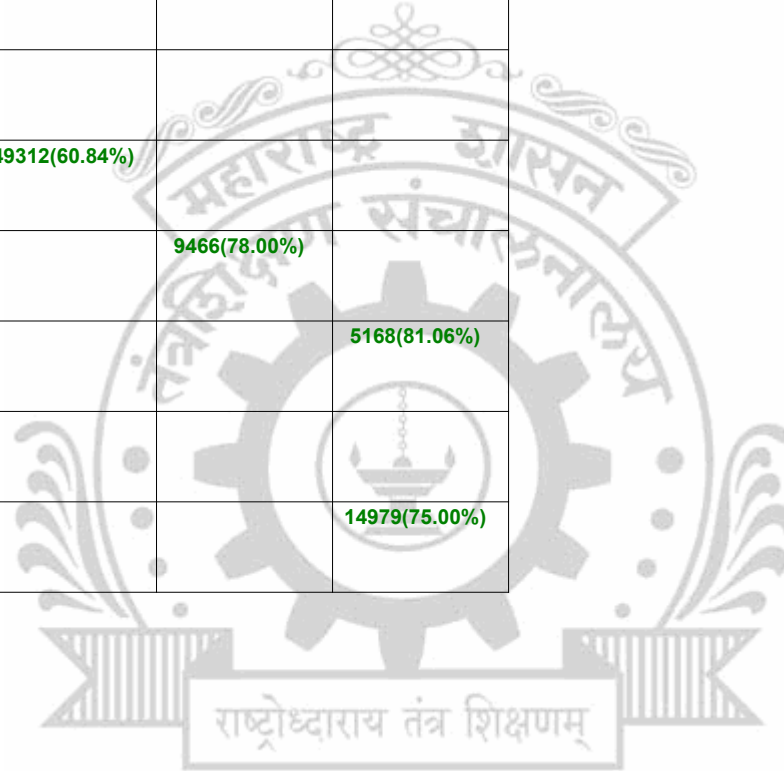 महाराष्ट्र शासन
49312(60.84%)
तंत्रशिक्षण संचालनालय
9466(78.00%)
5168(81.06%)
14979(75.00%)
राष्ट्रोध्दाराय तंत्र शिक्षणम्